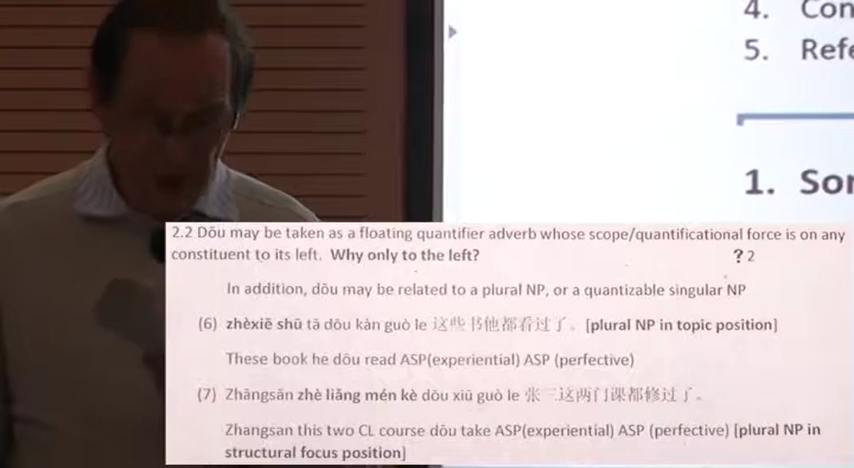 4. Con
5. Refe
1. Sor
2.2 Dōu may be taken as a floating quantifier adverb whose scope/quantificational force is on any
constituent to its left. Why only to the left? ? 2
In addition, dōu may be related to a plural NP, or a quantizable singular NP
(6) zhèxiē shū tā dōu kàn guò le 这些书他都看过了。[plural NP in topic position]
These book he dōu read ASP(experiential) ASP (perfective)
(7) Zhāngsān zhè liǎng mén kè dōu xiū guò le 张三这两门课都修过了。
Zhangsan this two CL course dōu take ASP(experiential) ASP (perfective) [plural NP in
structural focus position]